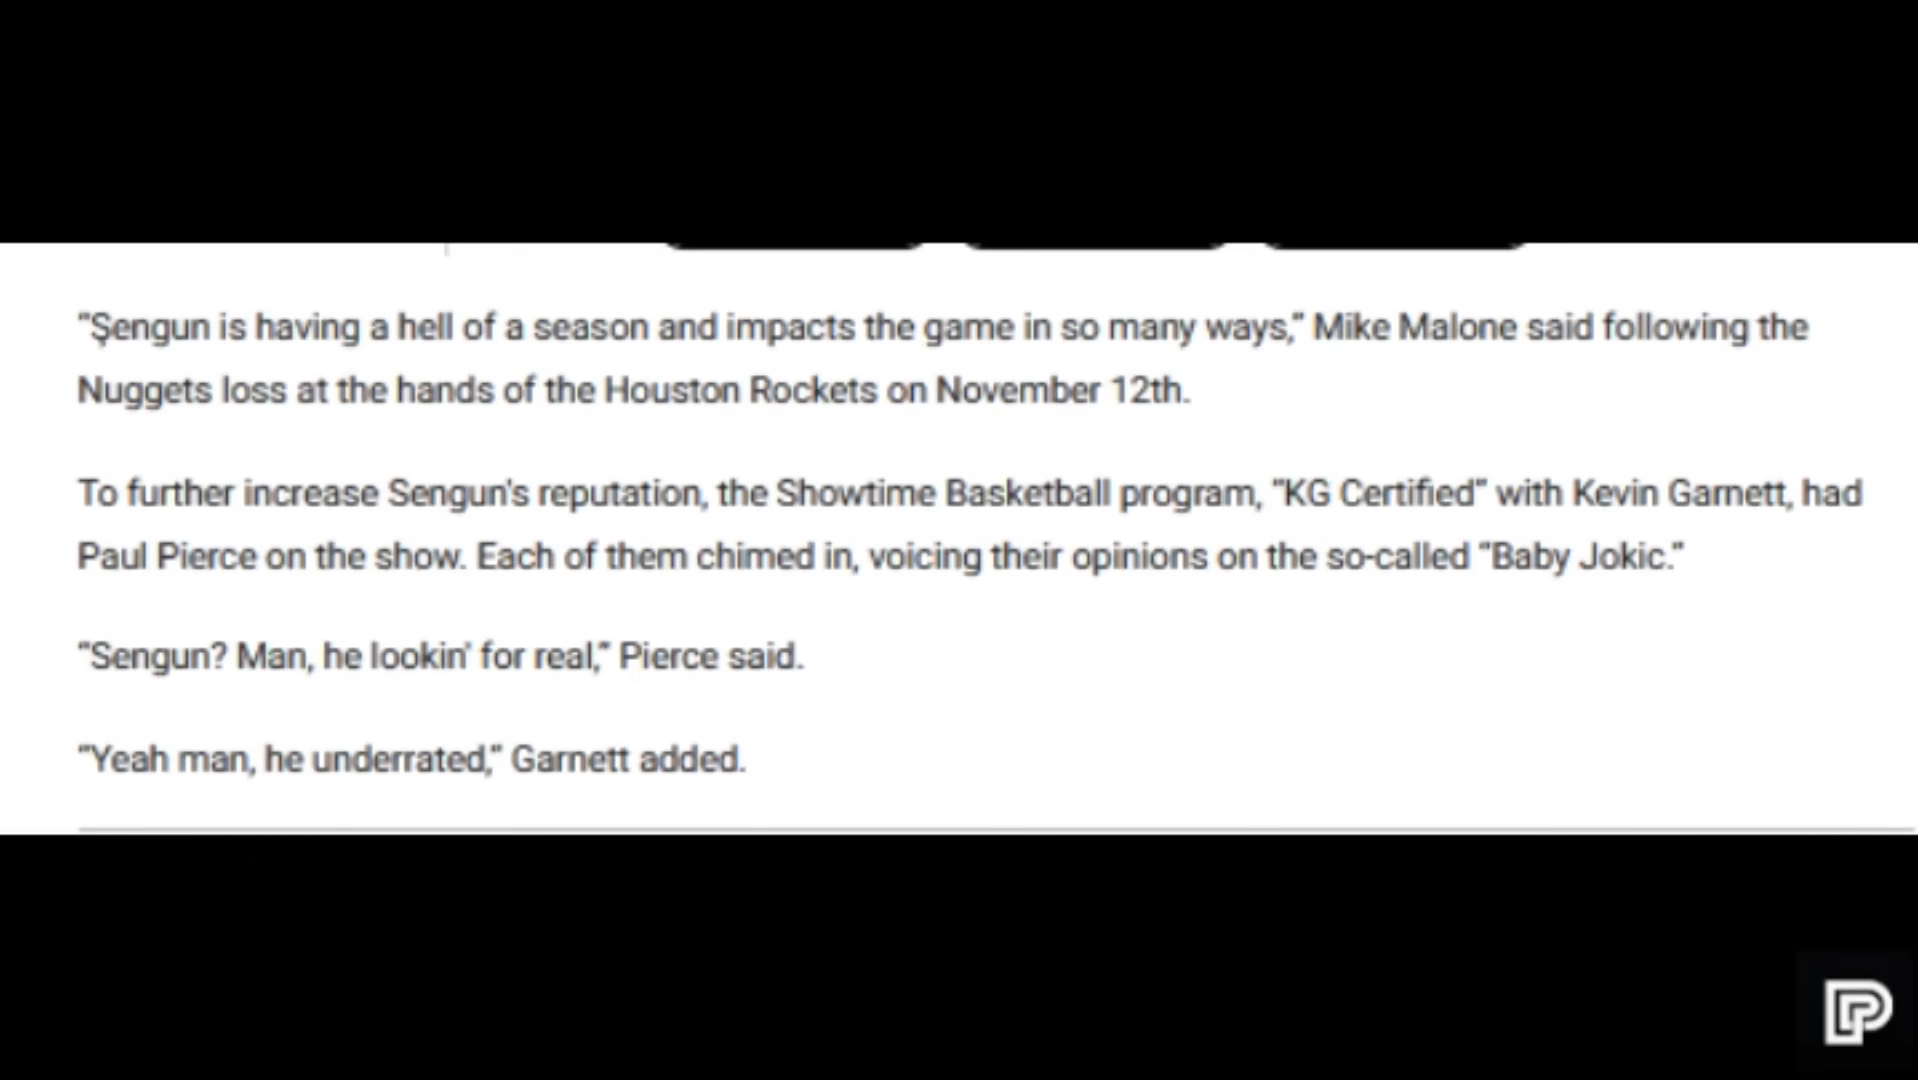 “Şengun is having a hell of a season and impacts the game in so many ways,” Mike Malone said following the
Nuggets loss at the hands of the Houston Rockets on November 12th.
To further increase Sengun's reputation, the Showtime Basketball program, “KG Certified” with Kevin Garnett, had
Paul Pierce on the show. Each of them chimed in, voicing their opinions on the so-called “Baby Jokic.”
“Sengun? Man, he lookin' for real,” Pierce said.
“Yeah man, he underrated,” Garnett added.